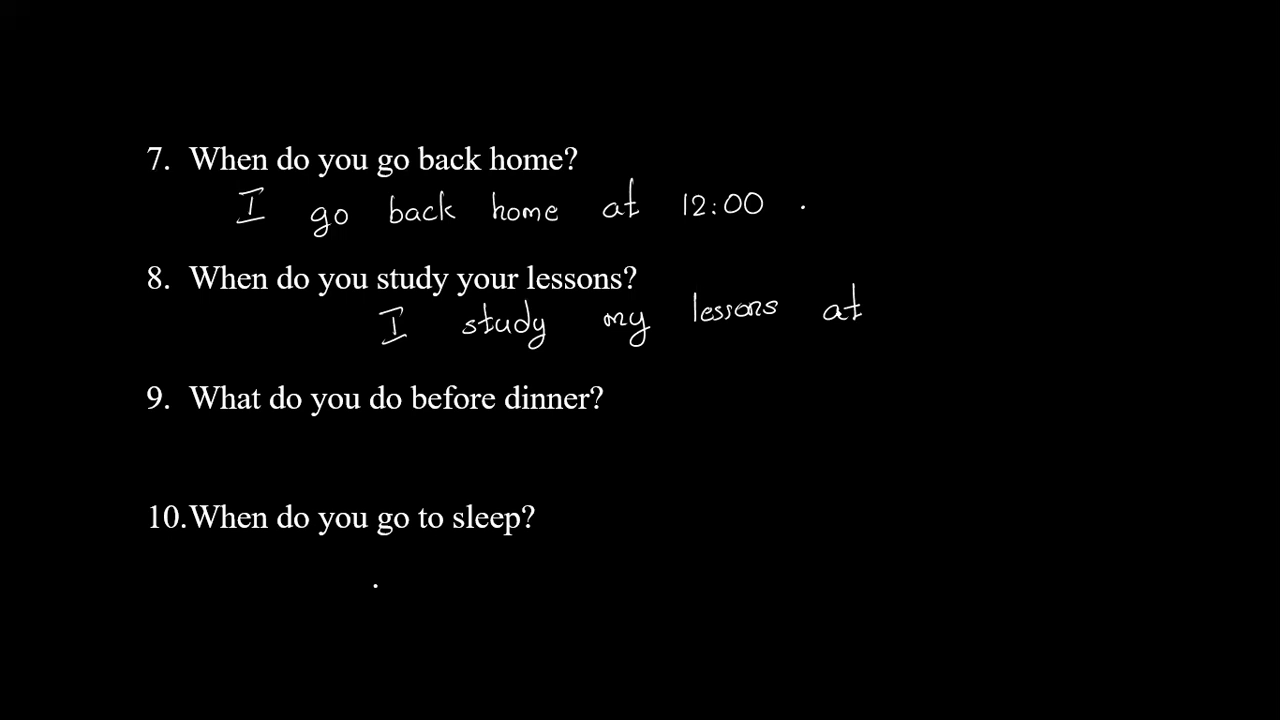 7. When do you go back home?
I go back home at 12:00 .
8. When do you study your lessons?
I study my lessons at
9. What do you do before dinner?
10.When do you go to sleep?
.